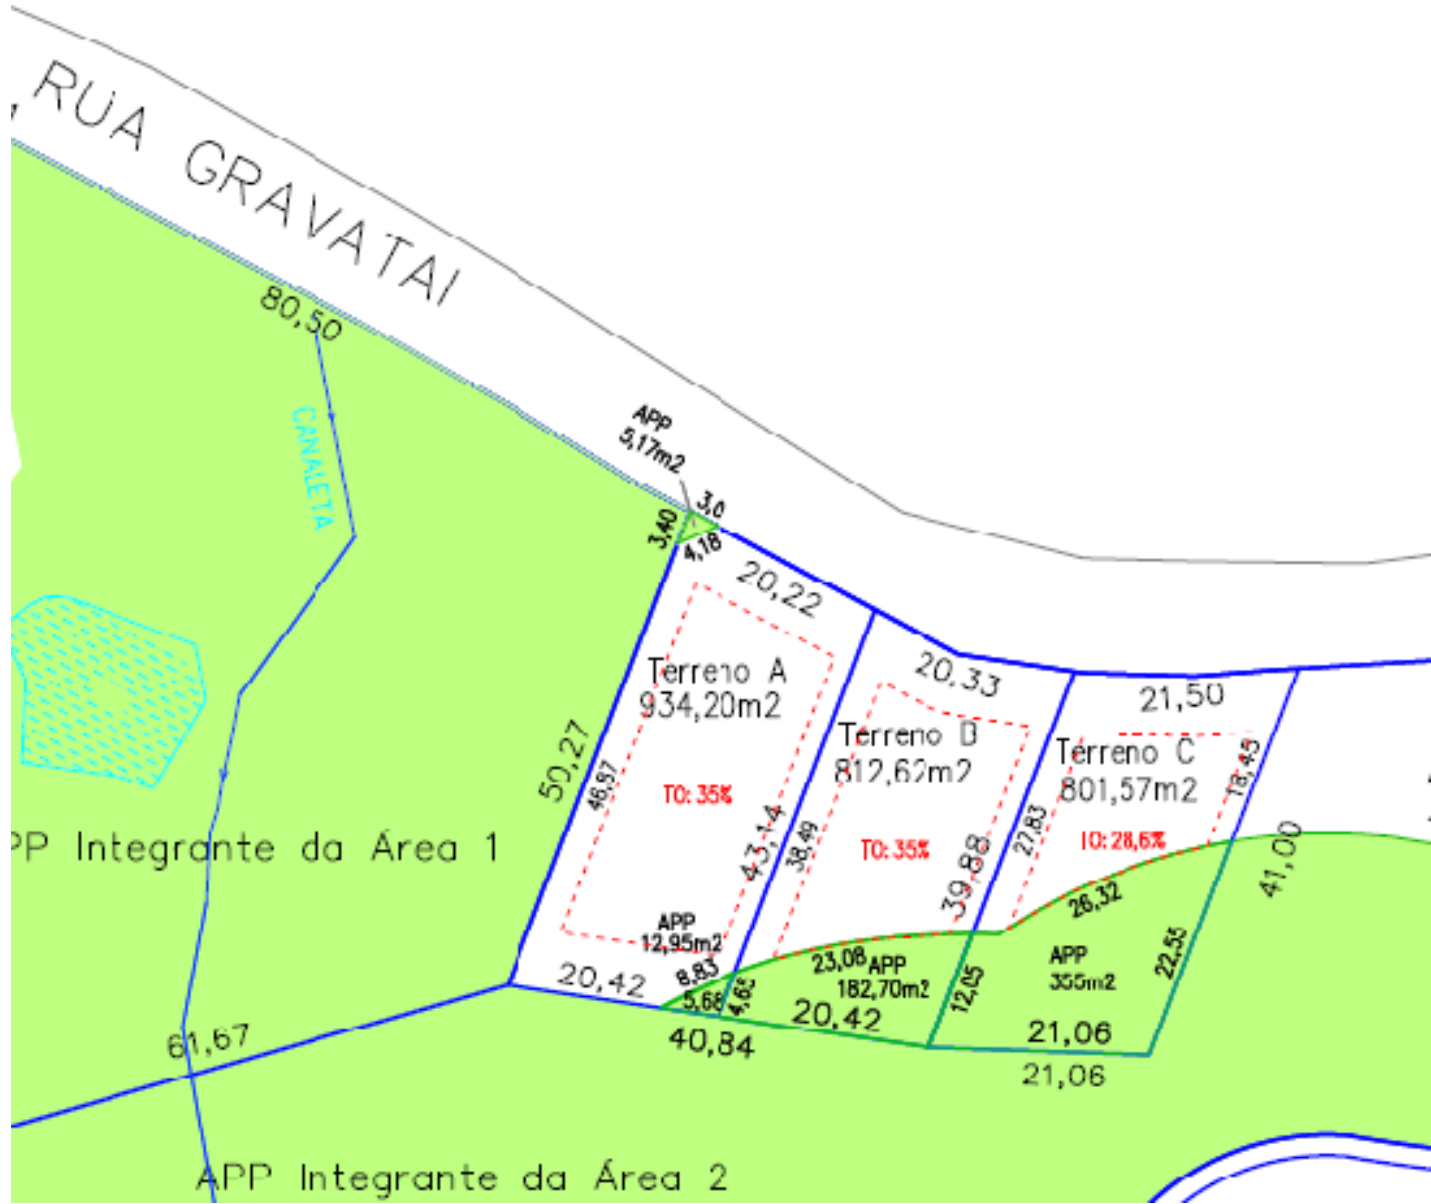 RUA GRAVATAI
80,50
CANALETA
APP
5,17m2
3,0
3,40
4,18
20,22
Terreno A
934,20m2
50,27
46,87
TO: 35%
43,14
APP
12,95m2
20,42
8,83
5,68
4,65
40,84
20,33
812,62m2
38,49
TO: 35%
39,88
23,08
APP
182,70m2
20,42
12,05
21,50
Terreno C
801,57m2
18,45
27,83
TO: 28,6%
26,32
41,00
22,55
APP
355m2
21,06
21,06
PP Integrante da Área 1
61,67
APP Integrante da Área 2